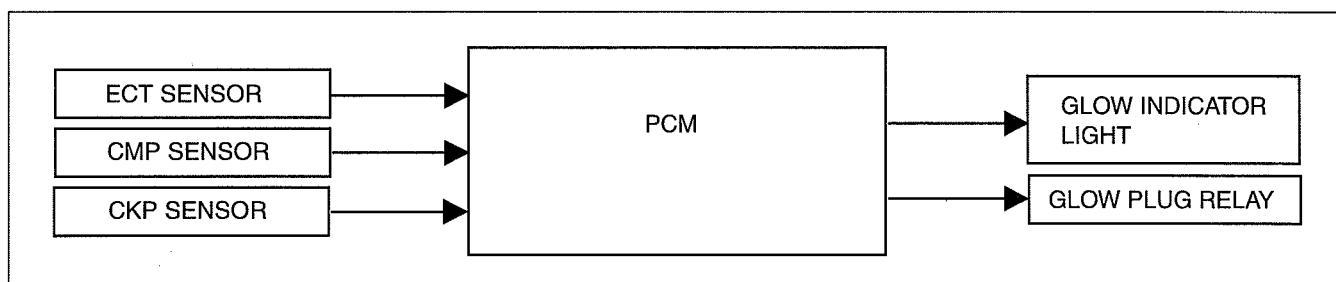 ECT SENSOR
CMP SENSOR
CKP SENSOR
PCM
GLOW INDICATOR
LIGHT
GLOW PLUG RELAY